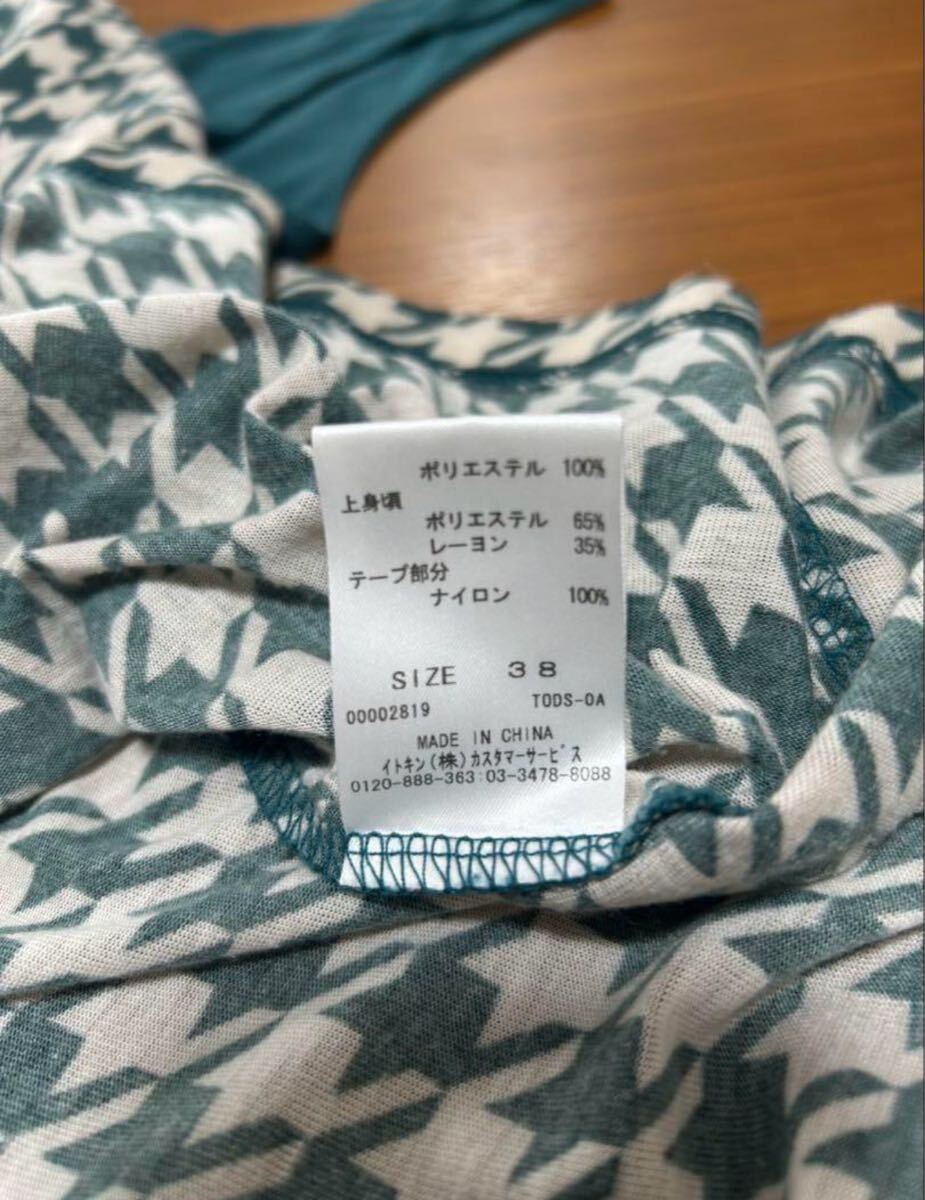 ポリエステル 100%
上身頃
ポリエステル 65%
レーヨン 35%
テープ部分
ナイロン 100%
SIZE 38
00002819 TODS-0A
MADE IN CHINA
イトキン(株)カスタマーサービス
0120-888-363:03-3478-8088